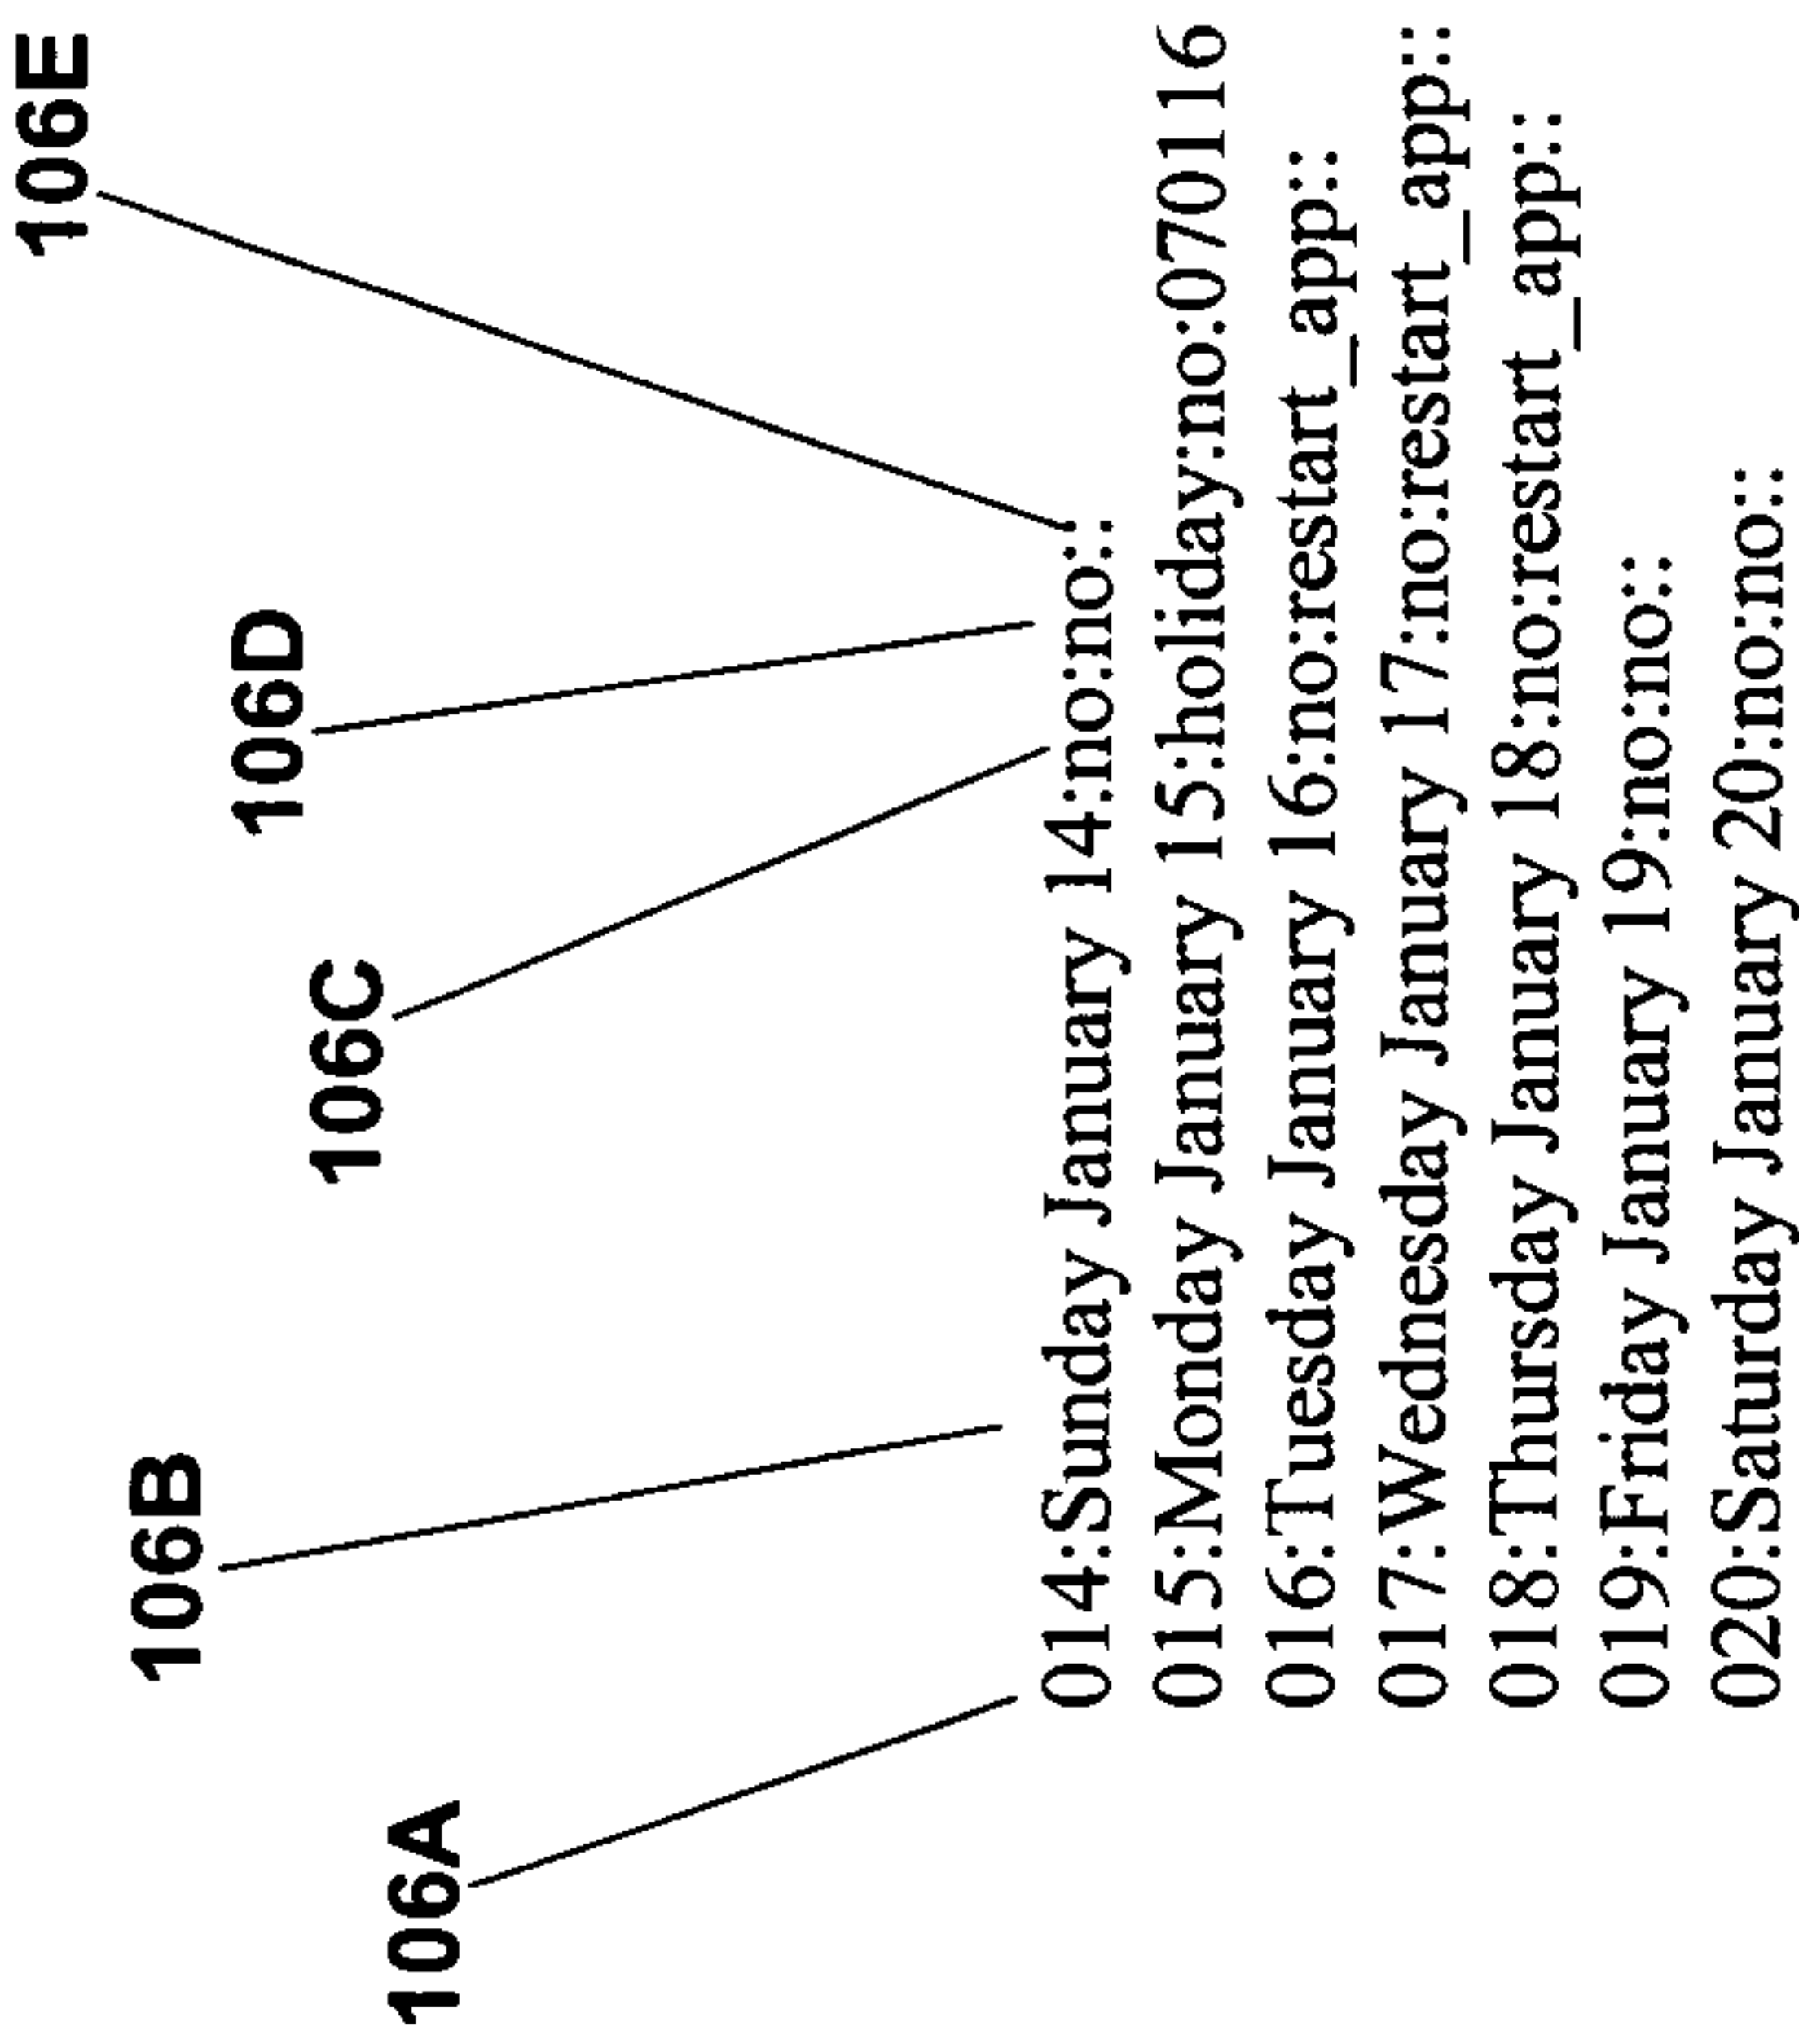 106E
106D
106C
106B
106A
014:Sunday January 14:no:no::
015:Monday January 15:holiday:no:070116
016:Tuesday January 16:no:restart_app::
017:Wednesday January 17:no:restart_app::
018:Thursday January 18:no:restart_app::
019:Friday January 19:no:no::
020:Saturday January 20:no:no::